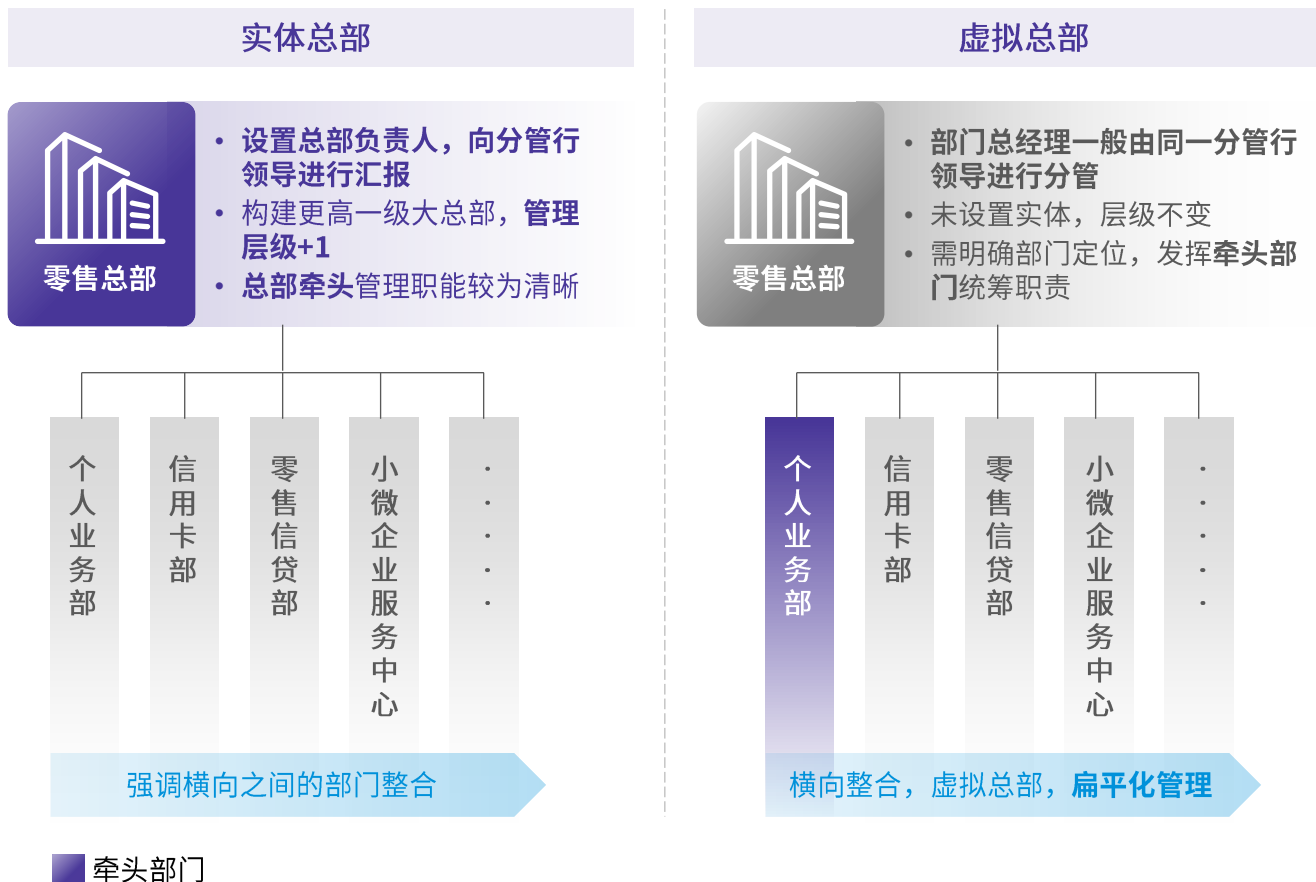 实体总部
零售总部
• 设置总部负责人，向分管行
领导进行汇报
• 构建更高一级大总部，管理
层级+1
• 总部牵头管理职能较为清晰
个人业务部
信用卡部
零售信贷部
小微企业服务中心
·····
强调横向之间的部门整合
虚拟总部
零售总部
• 部门总经理一般由同一分管行
领导进行分管
• 未设置实体，层级不变
• 需明确部门定位，发挥牵头部
门统筹职责
个人业务部
信用卡部
零售信贷部
小微企业服务中心
·····
横向整合，虚拟总部，扁平化管理
牵头部门